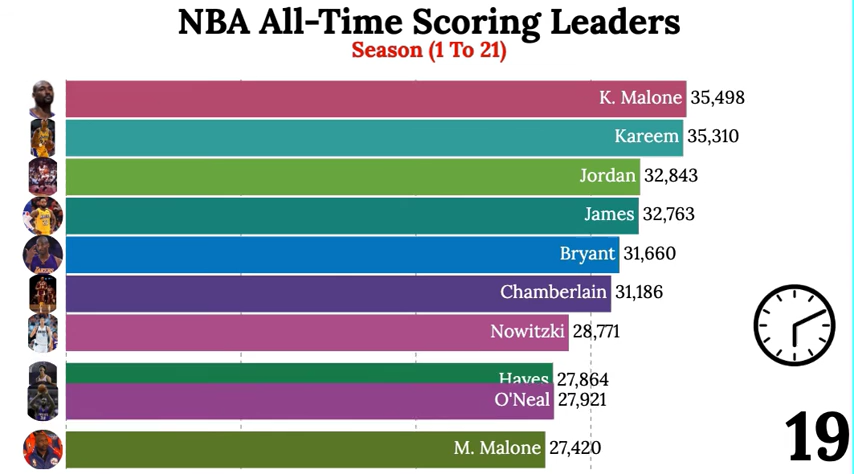 NBA All-Time Scoring Leaders
Season (1 To 21)
K. Malone 35,498
Kareem 35,310
Jordan 32,843
James 32,763
Bryant 31,660
Chamberlain 31,186
Nowitzki 28,771
Hayes 27,864
O'Neal 27,921
M. Malone 27,420
19